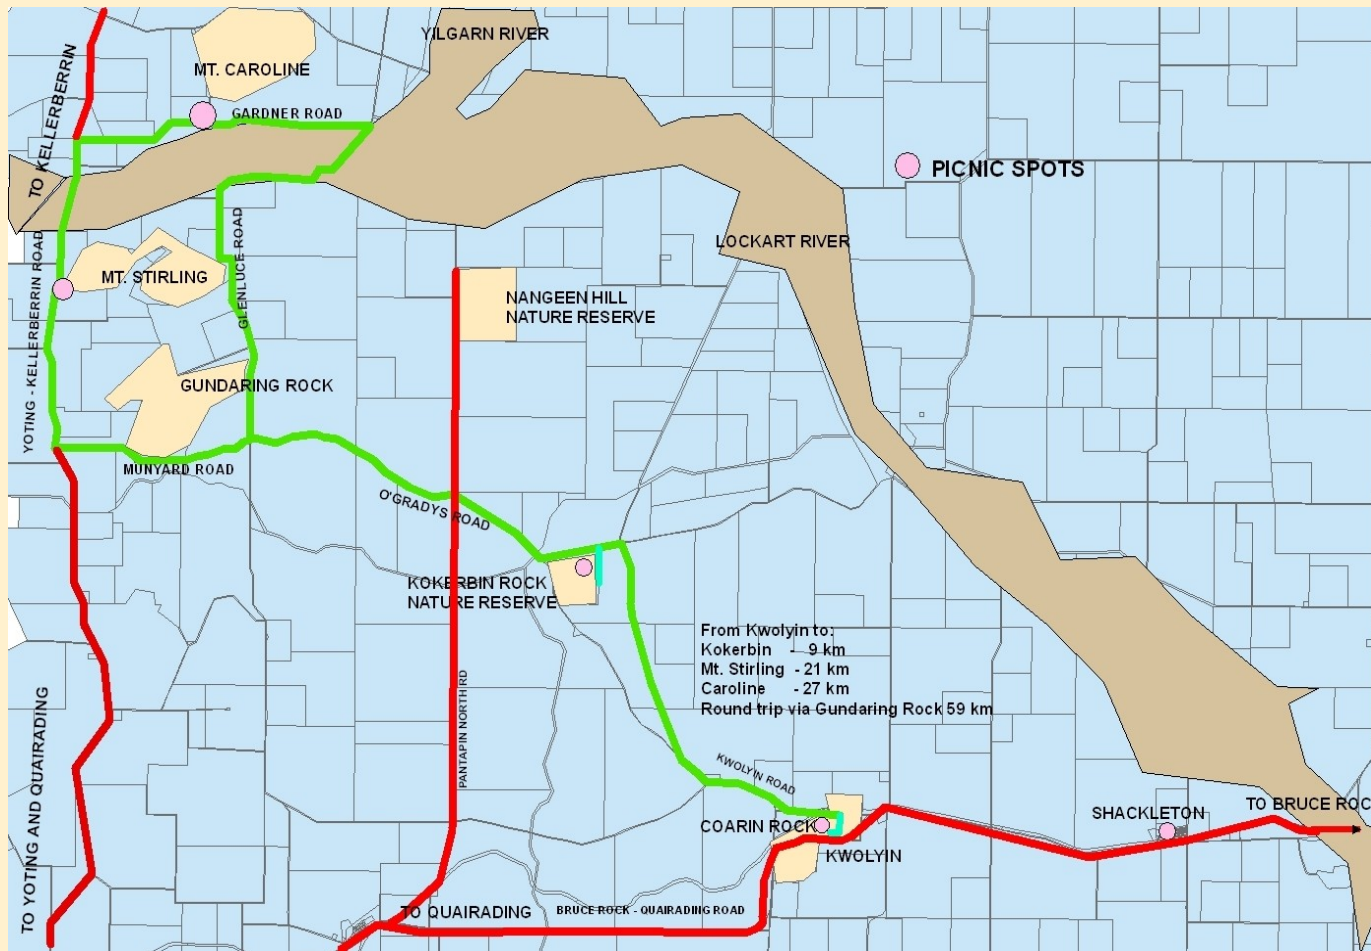 YILGARN RIVER
MT. CAROLINE
GARDNER ROAD
TO KELLERBERRIN
PICNIC SPOTS
GLENLUCE ROAD
LOCKART RIVER
YOTING - KELLERBERRIN ROAD
MT. STIRLING
NANGEEN HILL
NATURE RESERVE
GUNDARING ROCK
MUNYARD ROAD
O'GRADYS ROAD
KOKERBIN ROCK
NATURE RESERVE
From Kwolyin to:
Kokerbin - 9 km
Mt. Stirling - 21 km
Caroline - 27 km
Round trip via Gundaring Rock 59 km
TO YOTING AND QUAIRADING
PANTAPIN NORTH RD
KWOLYIN ROAD
COARIN ROCK
KWOLYIN
SHACKLETON
TO BRUCE ROC
TO QUAIRADING
BRUCE ROCK - QUAIRADING ROAD